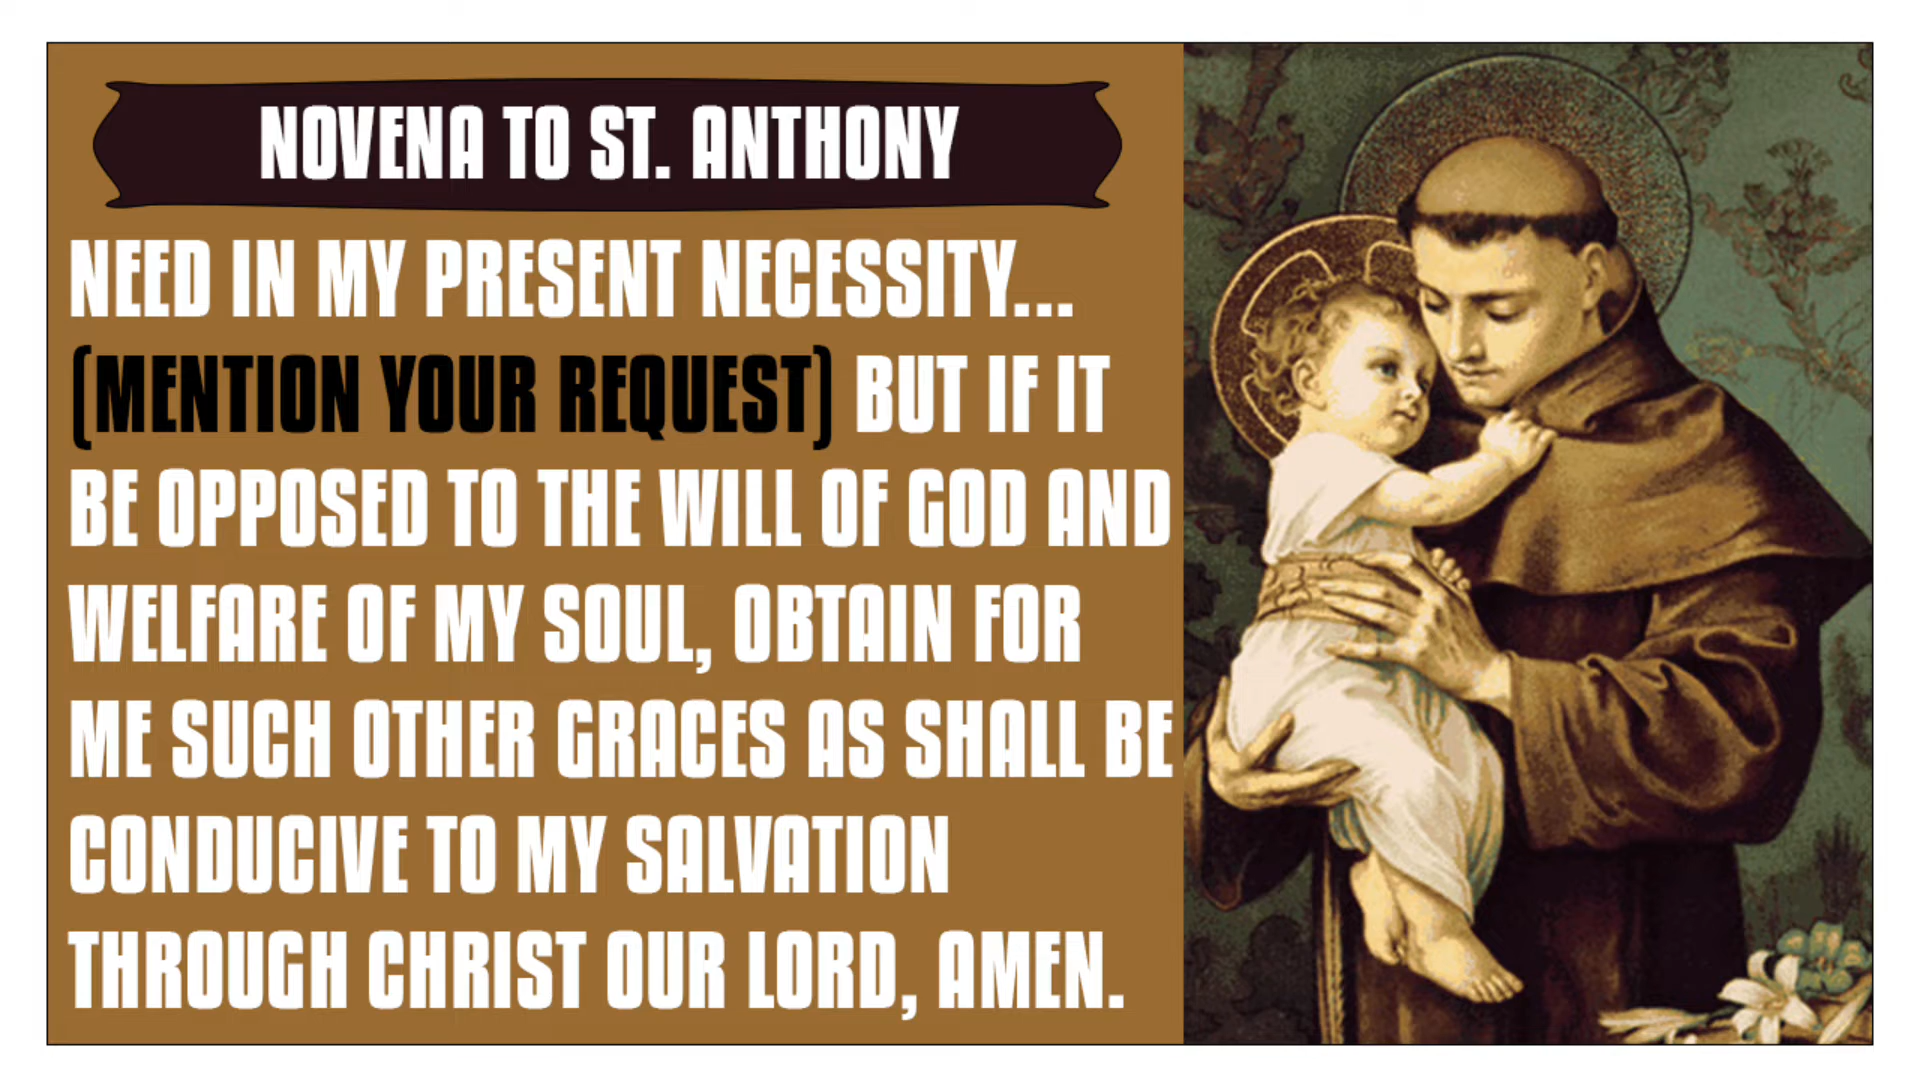 NOVENA TO ST. ANTHONY
NEED IN MY PRESENT NECESSITY...
(MENTION YOUR REQUEST) BUT IF IT
BE OPPOSED TO THE WILL OF GOD AND
WELFARE OF MY SOUL, OBTAIN FOR
ME SUCH OTHER GRACES AS SHALL BE
CONDUCIVE TO MY SALVATION
THROUGH CHRIST OUR LORD, AMEN.